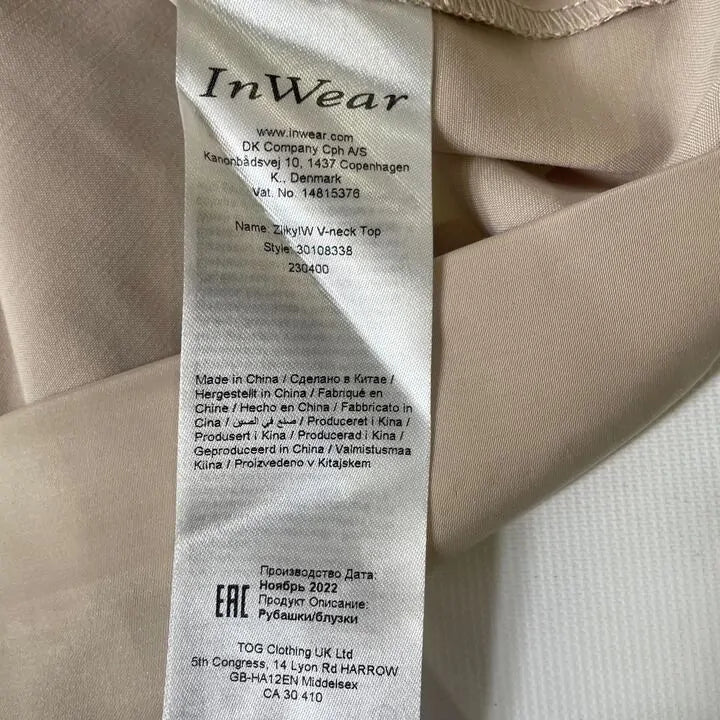 InWear
www.inwear.com
DK Company Cph A/S
Kanonbådsvej 10, 1437 Copenhagen
K., Denmark
Vat. No. 14815376
Name: ZilkyIW V-neck Top
Style: 30108338
230400
Made in China / Сделано в Китае /
Hergestellt in China / Fabriqué en
Chine / Hecho en China / Fabbricato in
Cina / صنع في الصين / Produceret i Kina /
Produsert i Kina / Producerad i Kina /
Geproduceerd in China / Valmistusmaa
Kiina / Proizvedeno v Kitajskem
EAC
Производство Дата:
Ноябрь 2022
Продукт Описание:
Рубашки/блузки
TOG Clothing UK Ltd
5th Congress, 14 Lyon Rd HARROW
GB-HA12EN Middelsex
CA 30 410